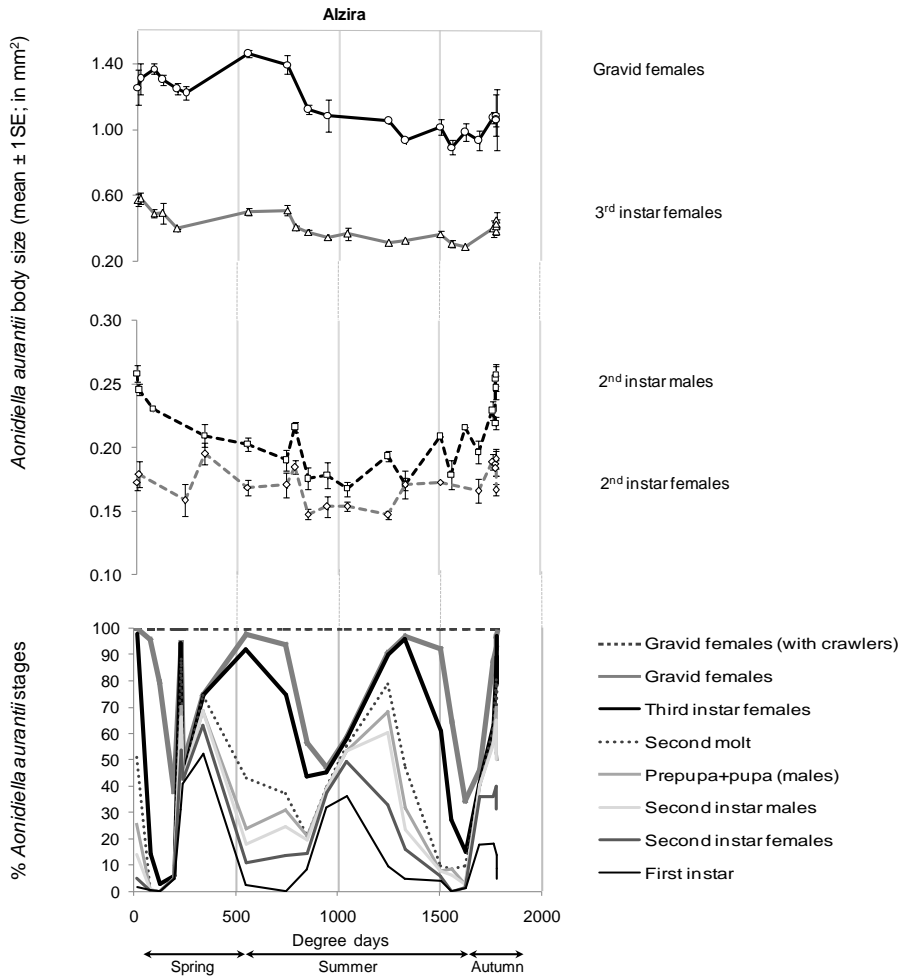 Alzira
Aonidiella aurantii body size (mean ± 1 SE; in mm²)
1.40
1.00
0.60
0.20
Gravid females
3rd instar females
0.30
0.25
0.20
0.15
0.10
2nd instar males
2nd instar females
% Aonidiella aurantii stages
100
90
80
70
60
50
40
30
20
10
0
0 500 1000 1500 2000
Degree days
Spring Summer Autumn
Gravid females (with crawlers)
Gravid females
Third instar females
Second molt
Prepupa+pupa (males)
Second instar males
Second instar females
First instar